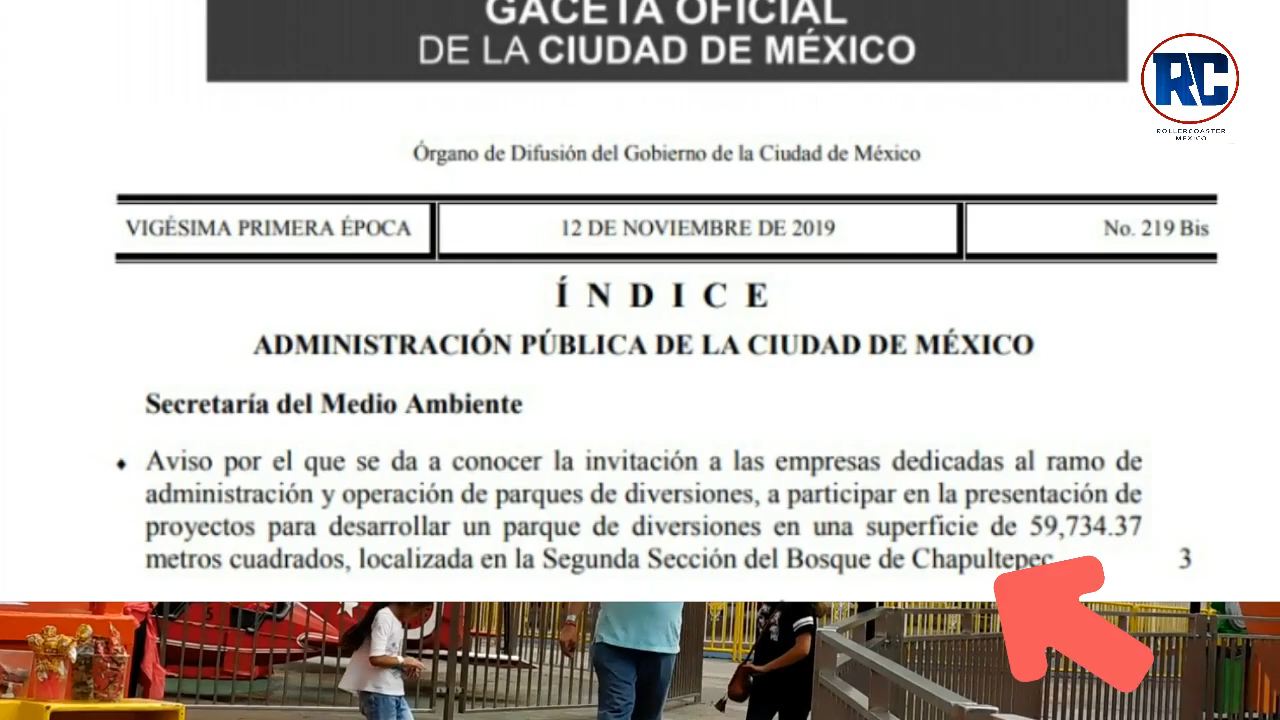 GACETA OFICIAL
DE LA CIUDAD DE MÉXICO
RC
ROLLERCOASTER
MÉXICO
Órgano de Difusión del Gobierno de la Ciudad de México
VIGÉSIMA PRIMERA ÉPOCA 12 DE NOVIEMBRE DE 2019 No. 219 Bis
Í N D I C E
ADMINISTRACIÓN PÚBLICA DE LA CIUDAD DE MÉXICO
Secretaría del Medio Ambiente
♦ Aviso por el que se da a conocer la invitación a las empresas dedicadas al ramo de
administración y operación de parques de diversiones, a participar en la presentación de
proyectos para desarrollar un parque de diversiones en una superficie de 59,734.37
metros cuadrados, localizada en la Segunda Sección del Bosque de Chapultepec 3